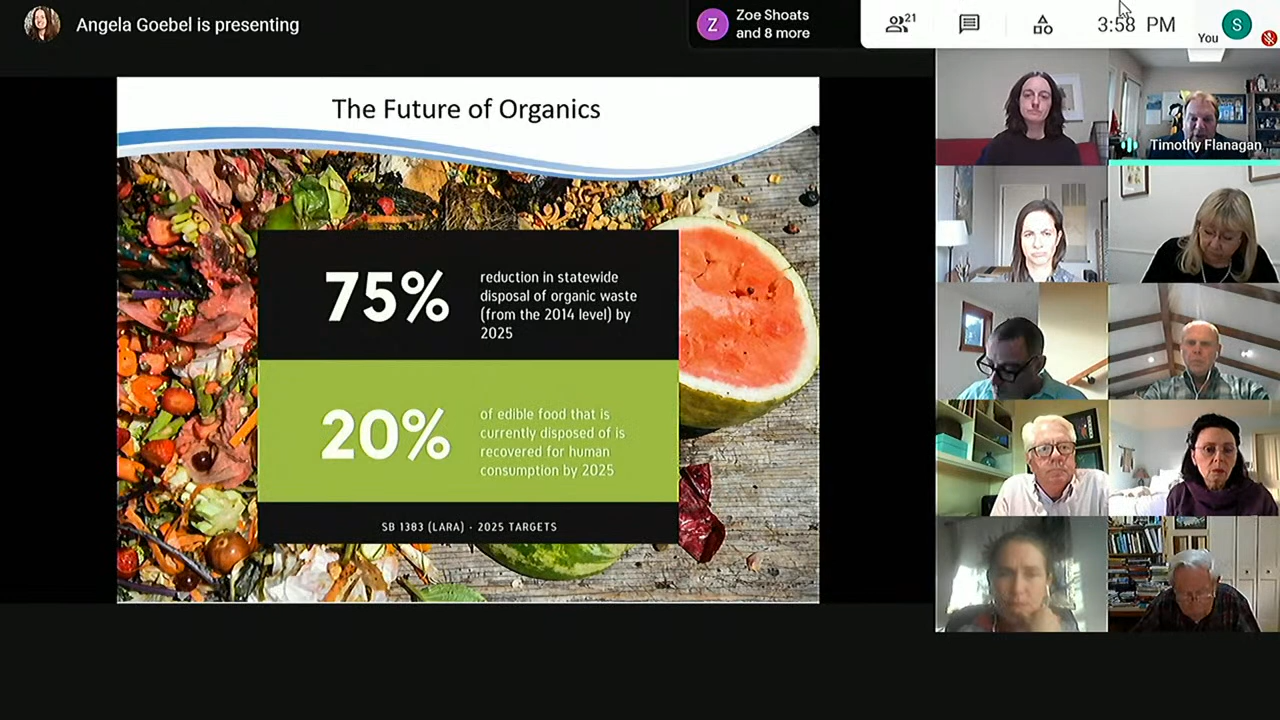 Angela Goebel is presenting
Z
Zoe Shoats
and 8 more
21
3:58 PM
You
S
Timothy Flanagan
The Future of Organics
75%
reduction in statewide
disposal of organic waste
(from the 2014 level) by
2025
20%
of edible food that is
currently disposed of is
recovered for human
consumption by 2025
SB 1383 (LARA) · 2025 TARGETS